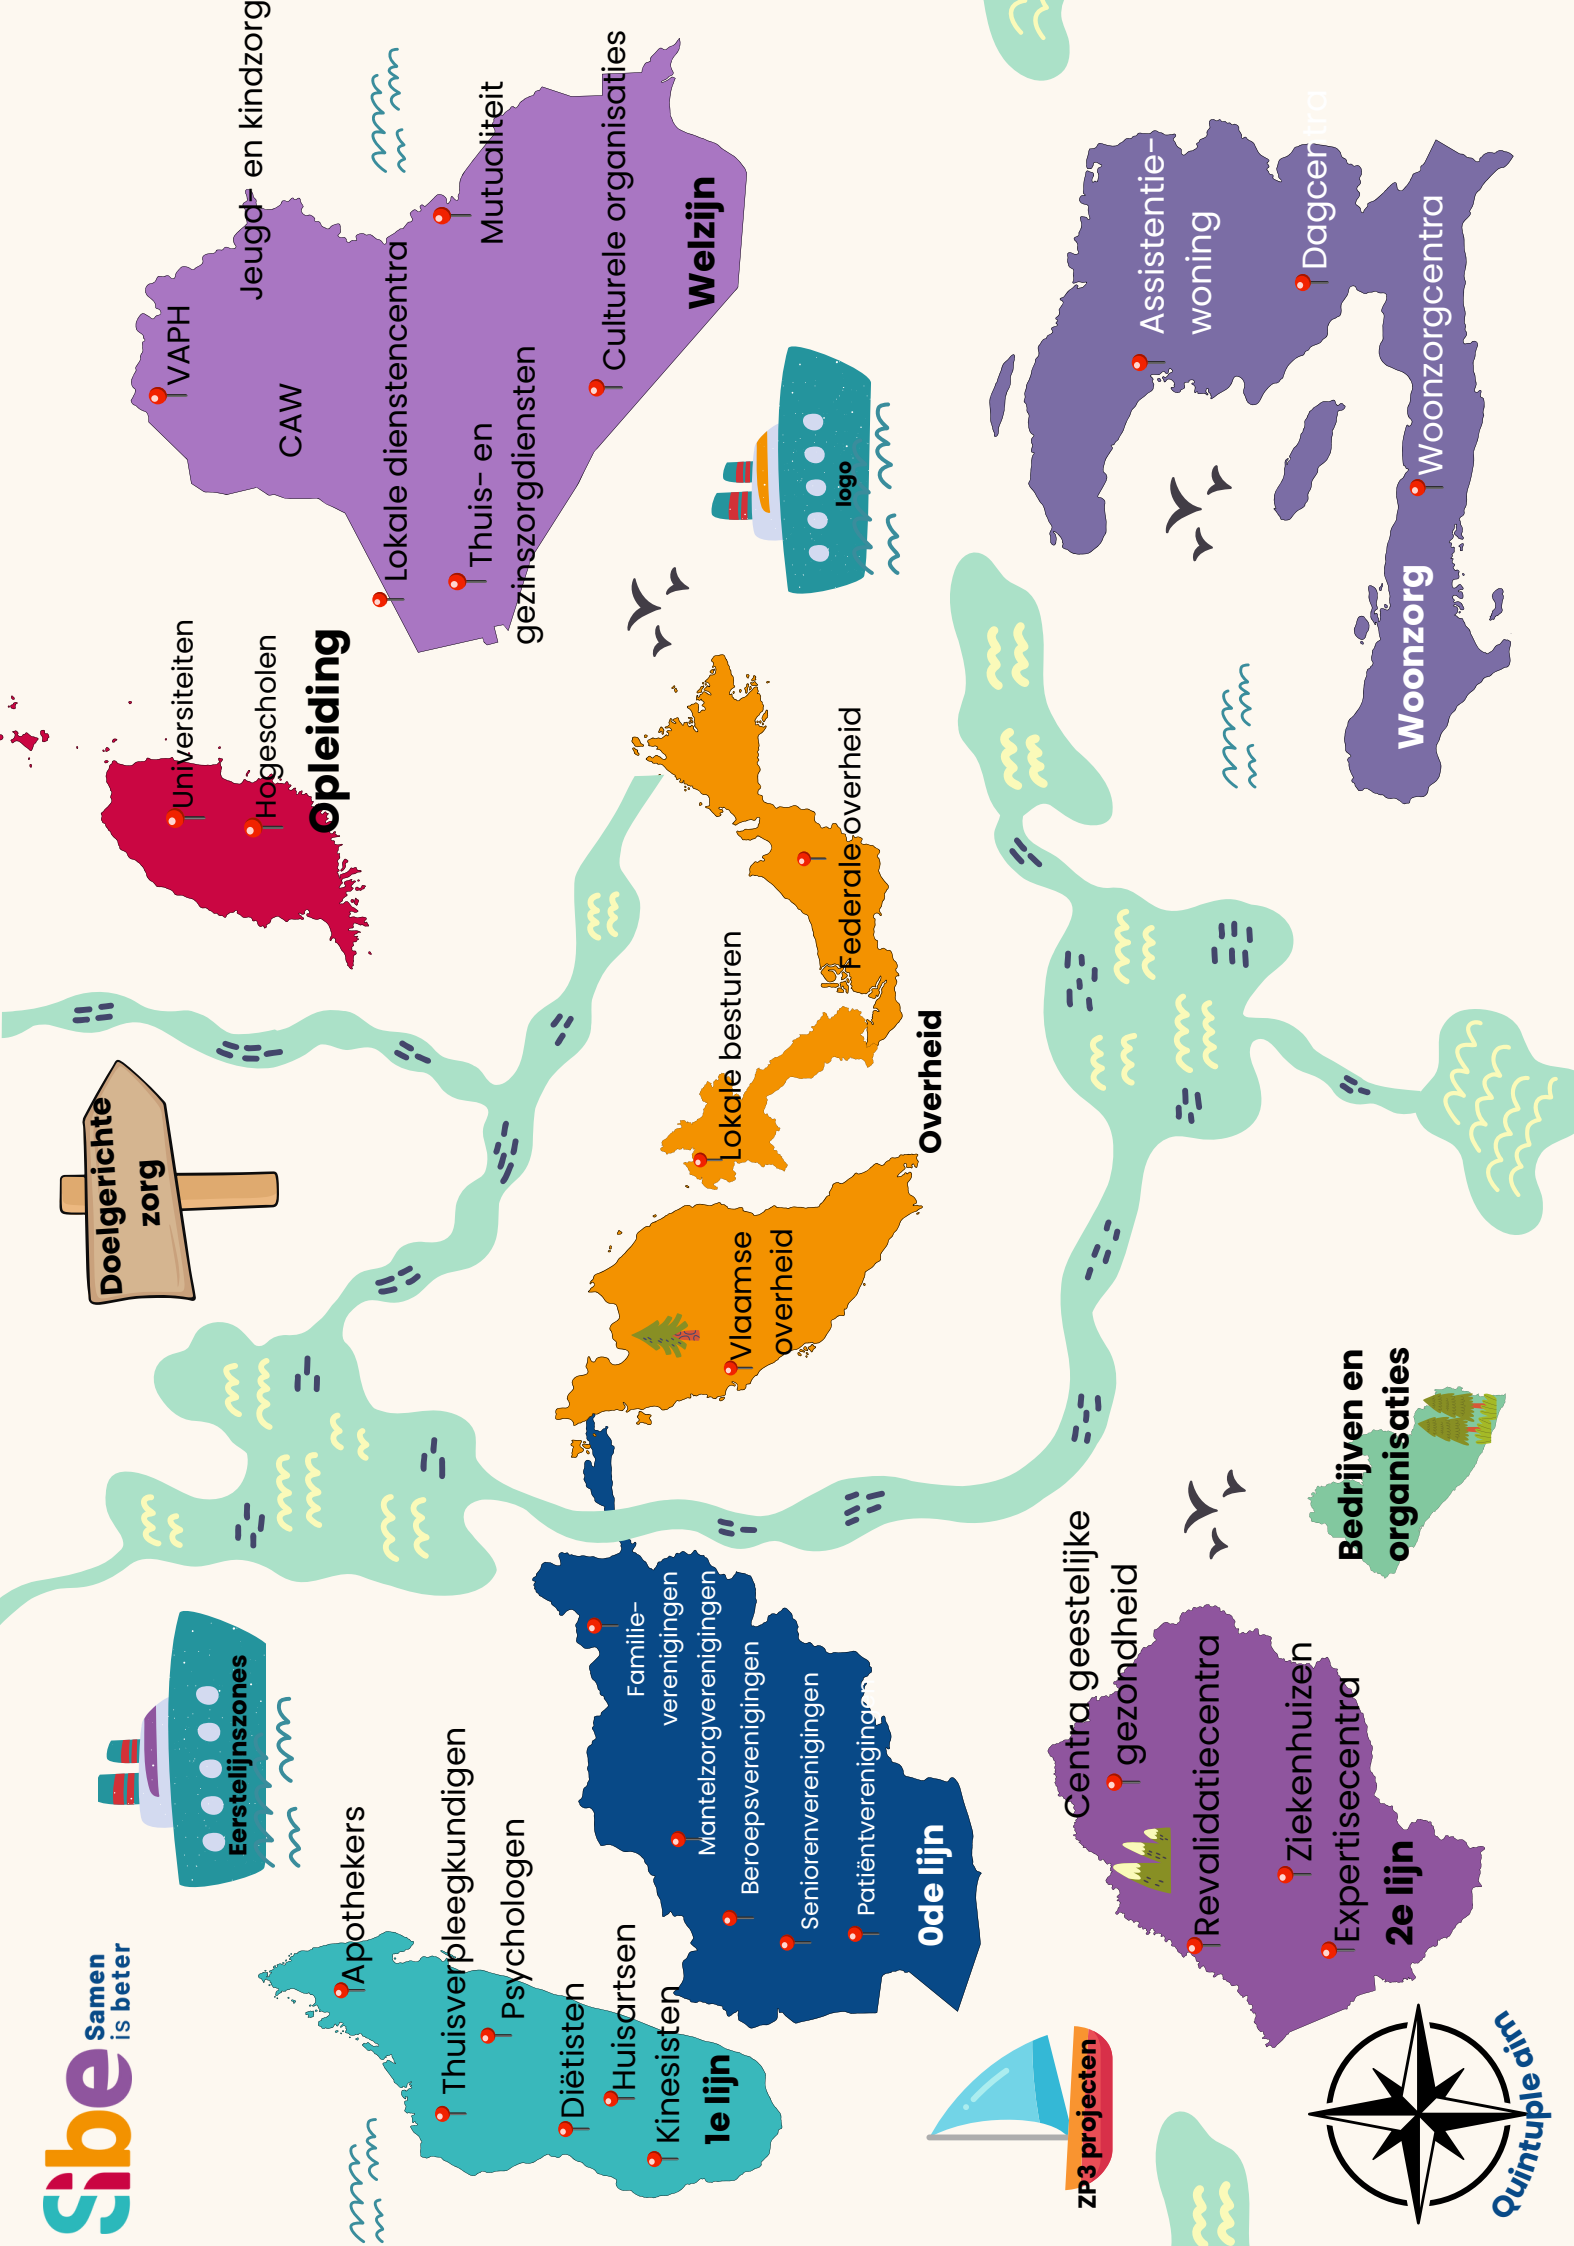 Sibe
Samen
is beter
Eerstelijnszones
Doelgerichte
zorg
Universiteiten
Hogescholen
Opleiding
VAPH
Jeugd- en kindzorg
CAW
Lokale dienstencentra
Mutualiteit
Thuis- en
gezinszorgdiensten
Culturele organisaties
Welzijn
Apothekers
Thuisverpleegkundigen
Psychologen
Diëtisten
Huisartsen
Kinesisten
1e lijn
Familie-
verenigingen
Mantelzorgverenigingen
Beroepsverenigingen
Seniorenverenigingen
Patiëntverenigingen
0de lijn
Vlaamse
overheid
Lokale besturen
Federale overheid
Overheid
logo
ZP3 projecten
Centra geestelijke
gezondheid
Revalidatiecentra
Ziekenhuizen
Expertisecentra
2e lijn
Bedrijven en
organisaties
Assistentie-
woning
Dagcentra
Woonzorgcentra
Woonzorg
Quintuple aim